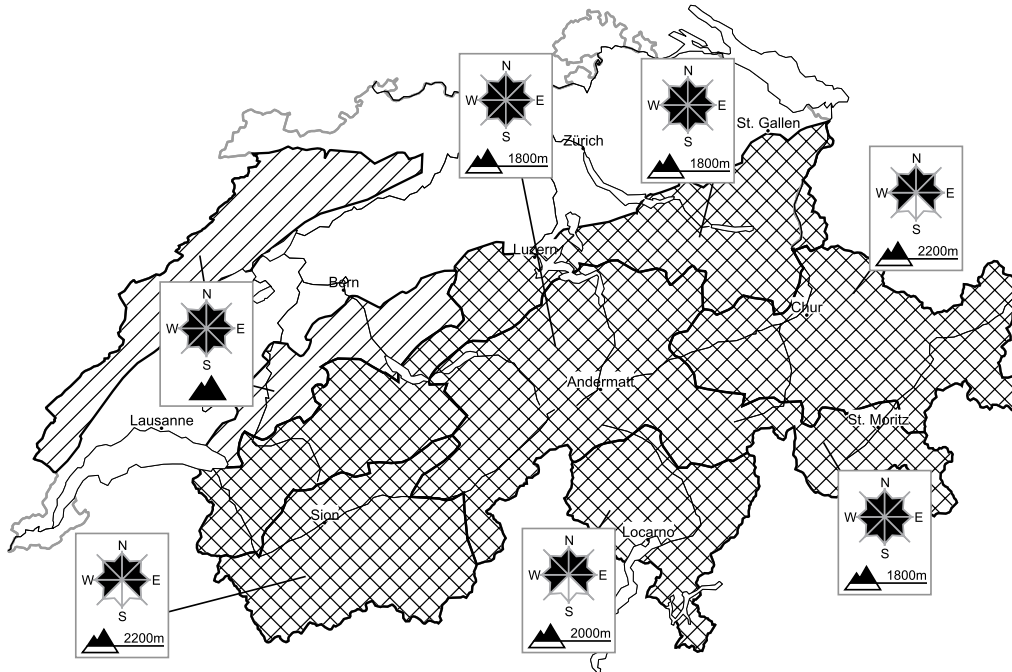 N
W E
S
1800m
N
W E
S
1800m
St. Gallen
Zürich
N
W E
S
2200m
Luzern
Bern
N
W E
S
Chur
Andermatt
Lausanne
St. Moritz
N
W E
S
1800m
Sion
Locarno
N
W E
S
2200m
N
W E
S
2000m